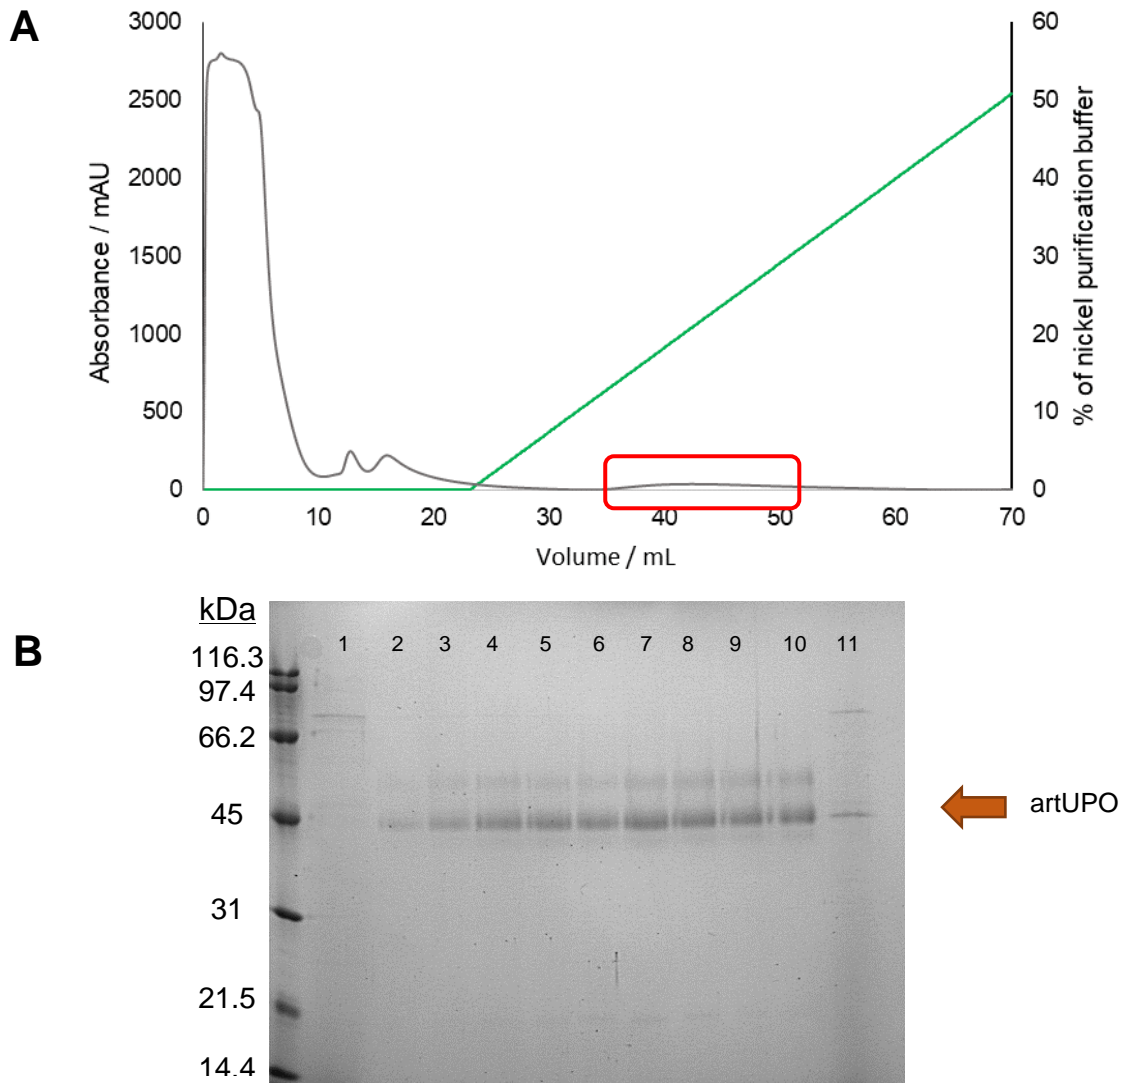 A
3000
2500
2000
1500
1000
500
0
Absorbance / mAU
60
50
40
30
20
10
0
% of nickel purification buffer
0 10 20 30 40 50 60 70
Volume / mL
B
kDa
116.3
97.4
66.2
45
31
21.5
14.4
1 2 3 4 5 6 7 8 9 10 11
artUPO